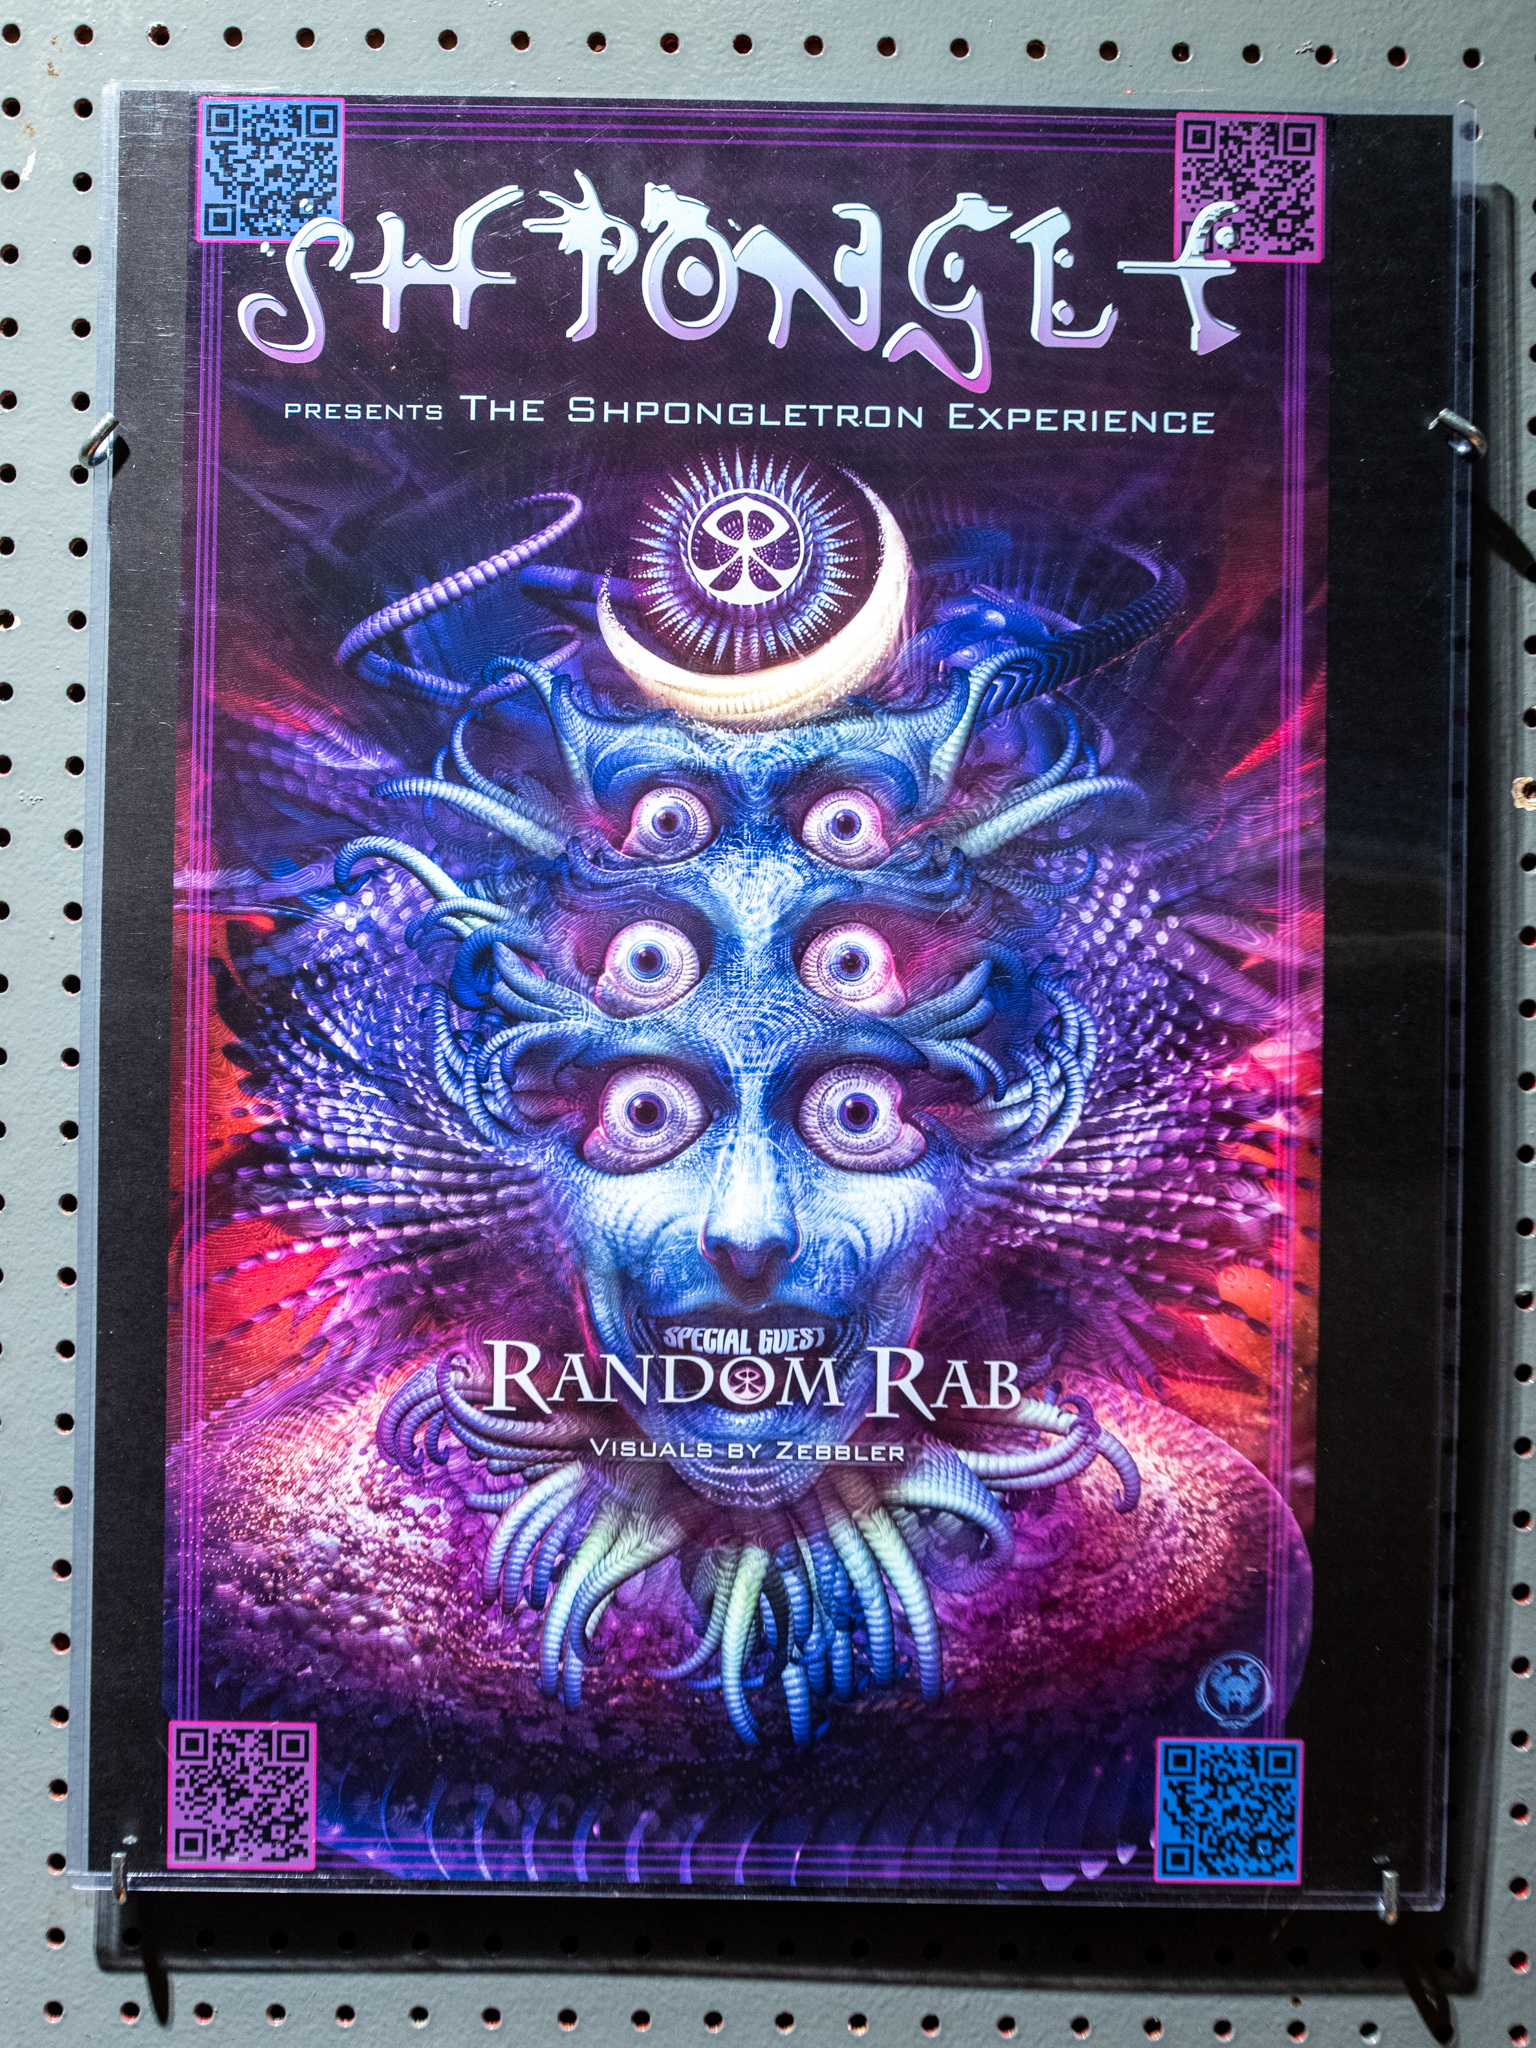 SHPONGLE
PRESENTS THE SHPONGLETRON EXPERIENCE
SPECIAL GUEST
RANDOM RAB
VISUALS BY ZEBBLER